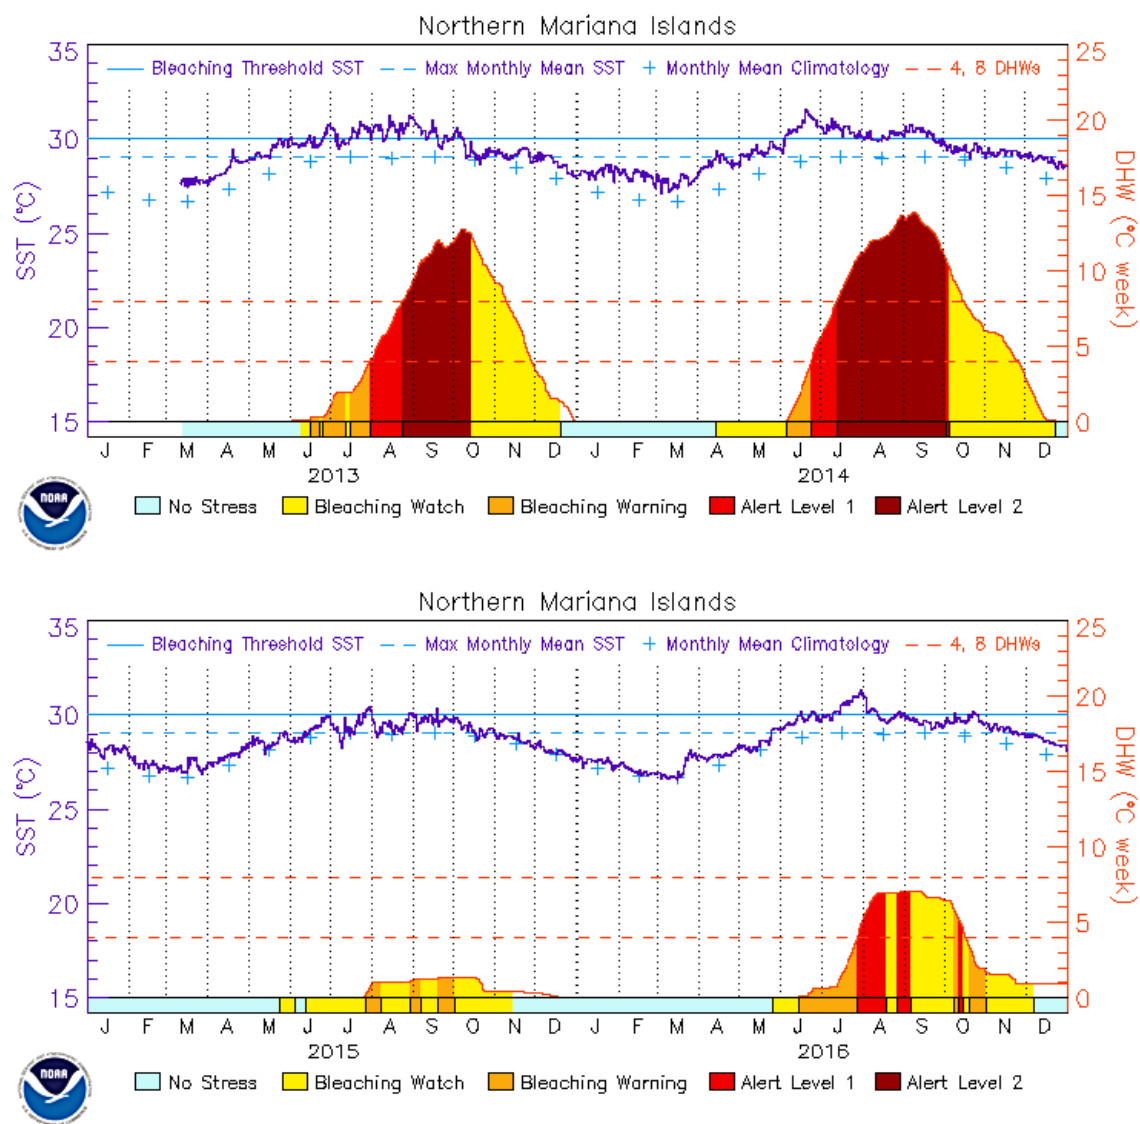 Northern Mariana Islands
35 25
Bleaching Threshold SST Max Monthly Mean SST Monthly Mean Climatology 4, 8 DHWs
30 20
25 15
20 10
15 5
0
SST (°C)
DHW (°C week)
J F M A M J J A S O N D J F M A M J J A S O N D
2013 2014
NOAA
No Stress Bleaching Watch Bleaching Warning Alert Level 1 Alert Level 2
Northern Mariana Islands
35 25
Bleaching Threshold SST Max Monthly Mean SST Monthly Mean Climatology 4, 8 DHWs
30 20
25 15
20 10
15 5
0
SST (°C)
DHW (°C week)
J F M A M J J A S O N D J F M A M J J A S O N D
2015 2016
NOAA
No Stress Bleaching Watch Bleaching Warning Alert Level 1 Alert Level 2